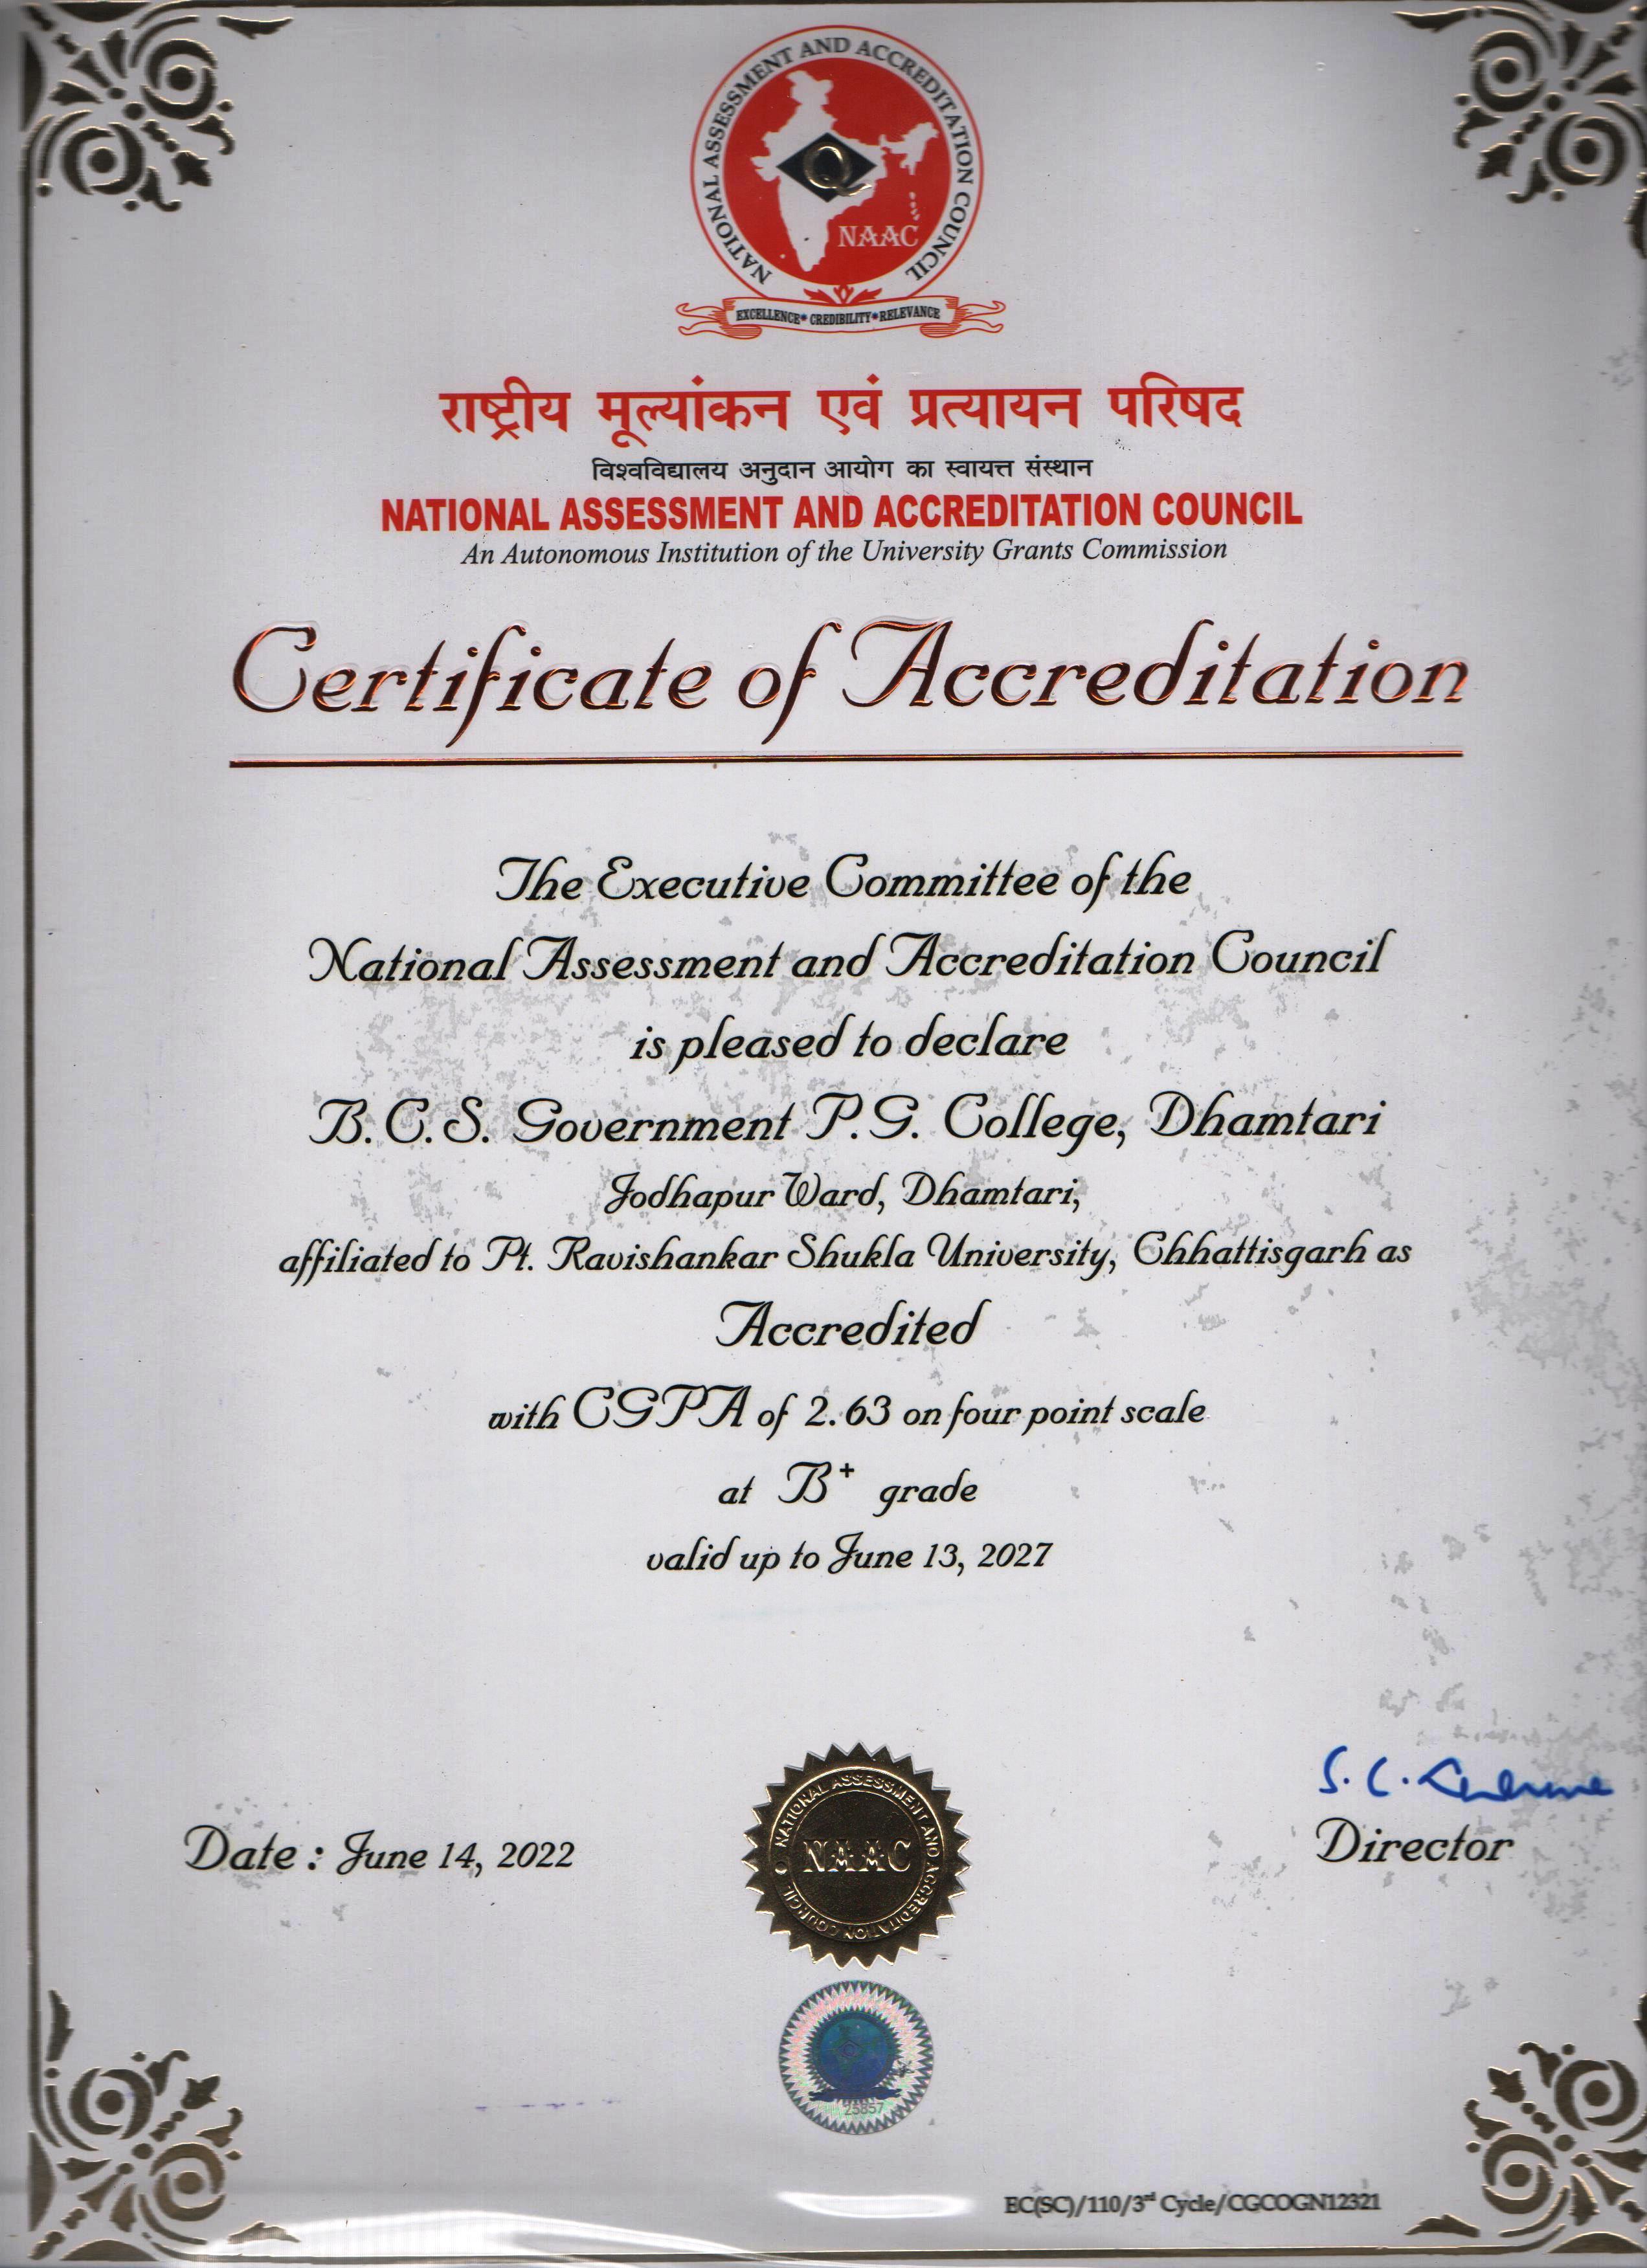 NATIONAL ASSESSMENT AND ACCREDITATION COUNCIL
Q
NAAC
EXCELLENCE * CREDIBILITY * RELEVANCE
राष्ट्रीय मूल्यांकन एवं प्रत्यायन परिषद
विश्वविद्यालय अनुदान आयोग का स्वायत्त संस्थान
NATIONAL ASSESSMENT AND ACCREDITATION COUNCIL
An Autonomous Institution of the University Grants Commission
Certificate of Accreditation
The Executive Committee of the
National Assessment and Accreditation Council
is pleased to declare
B.C.S. Government P.G. College, Dhamtari
Jodhapur Ward, Dhamtari,
affiliated to Pt. Ravishankar Shukla University, Chhattisgarh as
Accredited
with CGPA of 2.63 on four point scale
at B⁺ grade
valid up to June 13, 2027
S. C.
Director
Date : June 14, 2022
NATIONAL ASSESSMENT AND ACCREDITATION COUNCIL
NAAC
25857
EC(SC)/110/3rd Cycle/CGCOGN12321